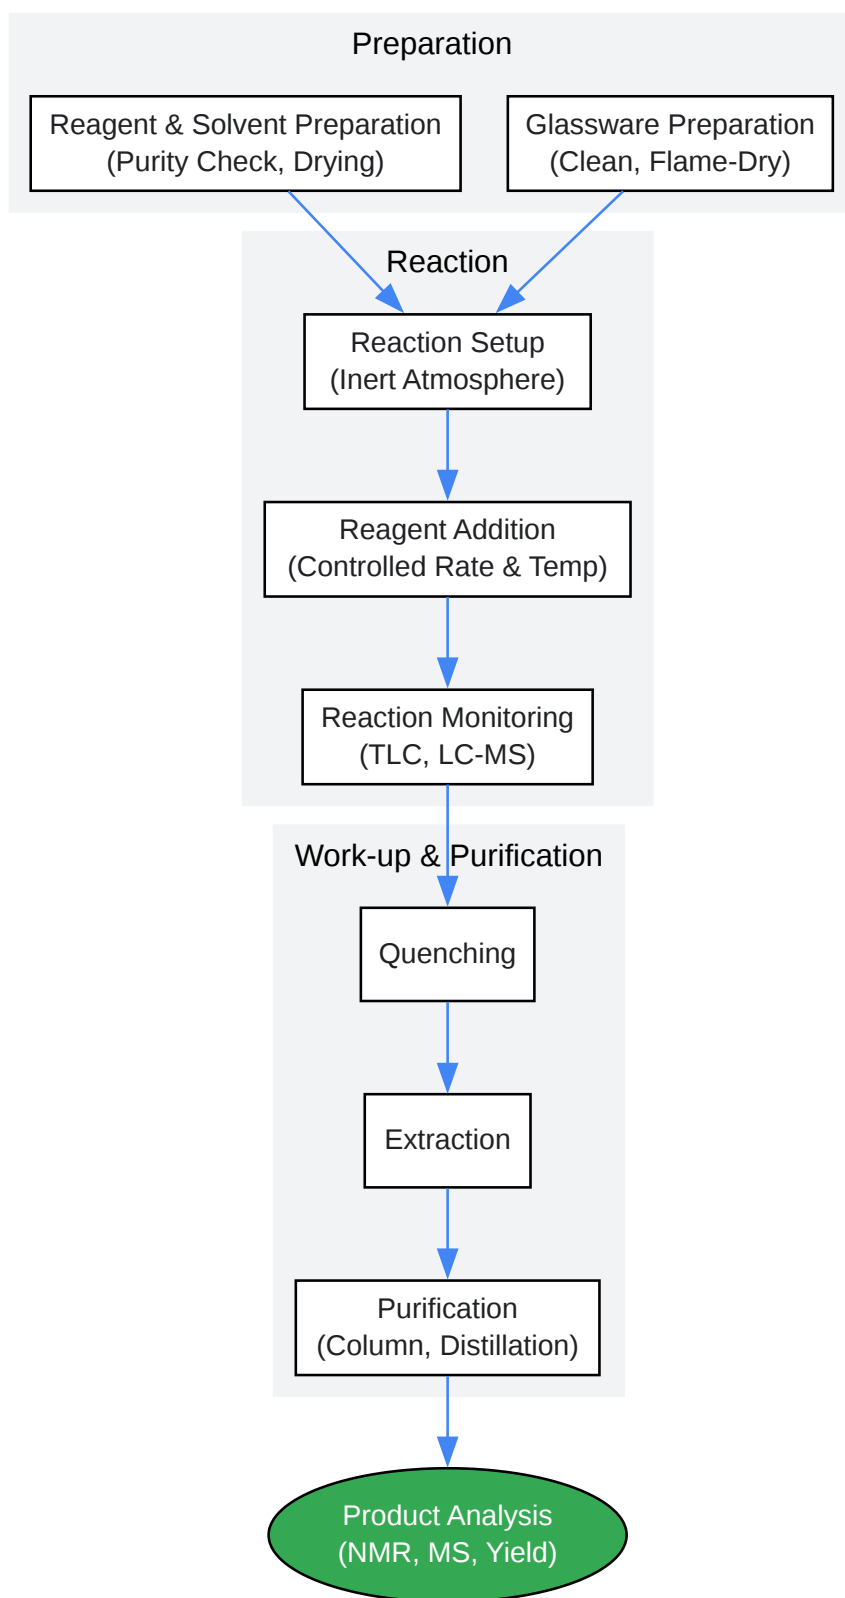 Preparation
Reagent & Solvent Preparation
(Purity Check, Drying)
Glassware Preparation
(Clean, Flame-Dry)
Reaction
Reaction Setup
(Inert Atmosphere)
Reagent Addition
(Controlled Rate & Temp)
Reaction Monitoring
(TLC, LC-MS)
Work-up & Purification
Quenching
Extraction
Purification
(Column, Distillation)
Product Analysis
(NMR, MS, Yield)